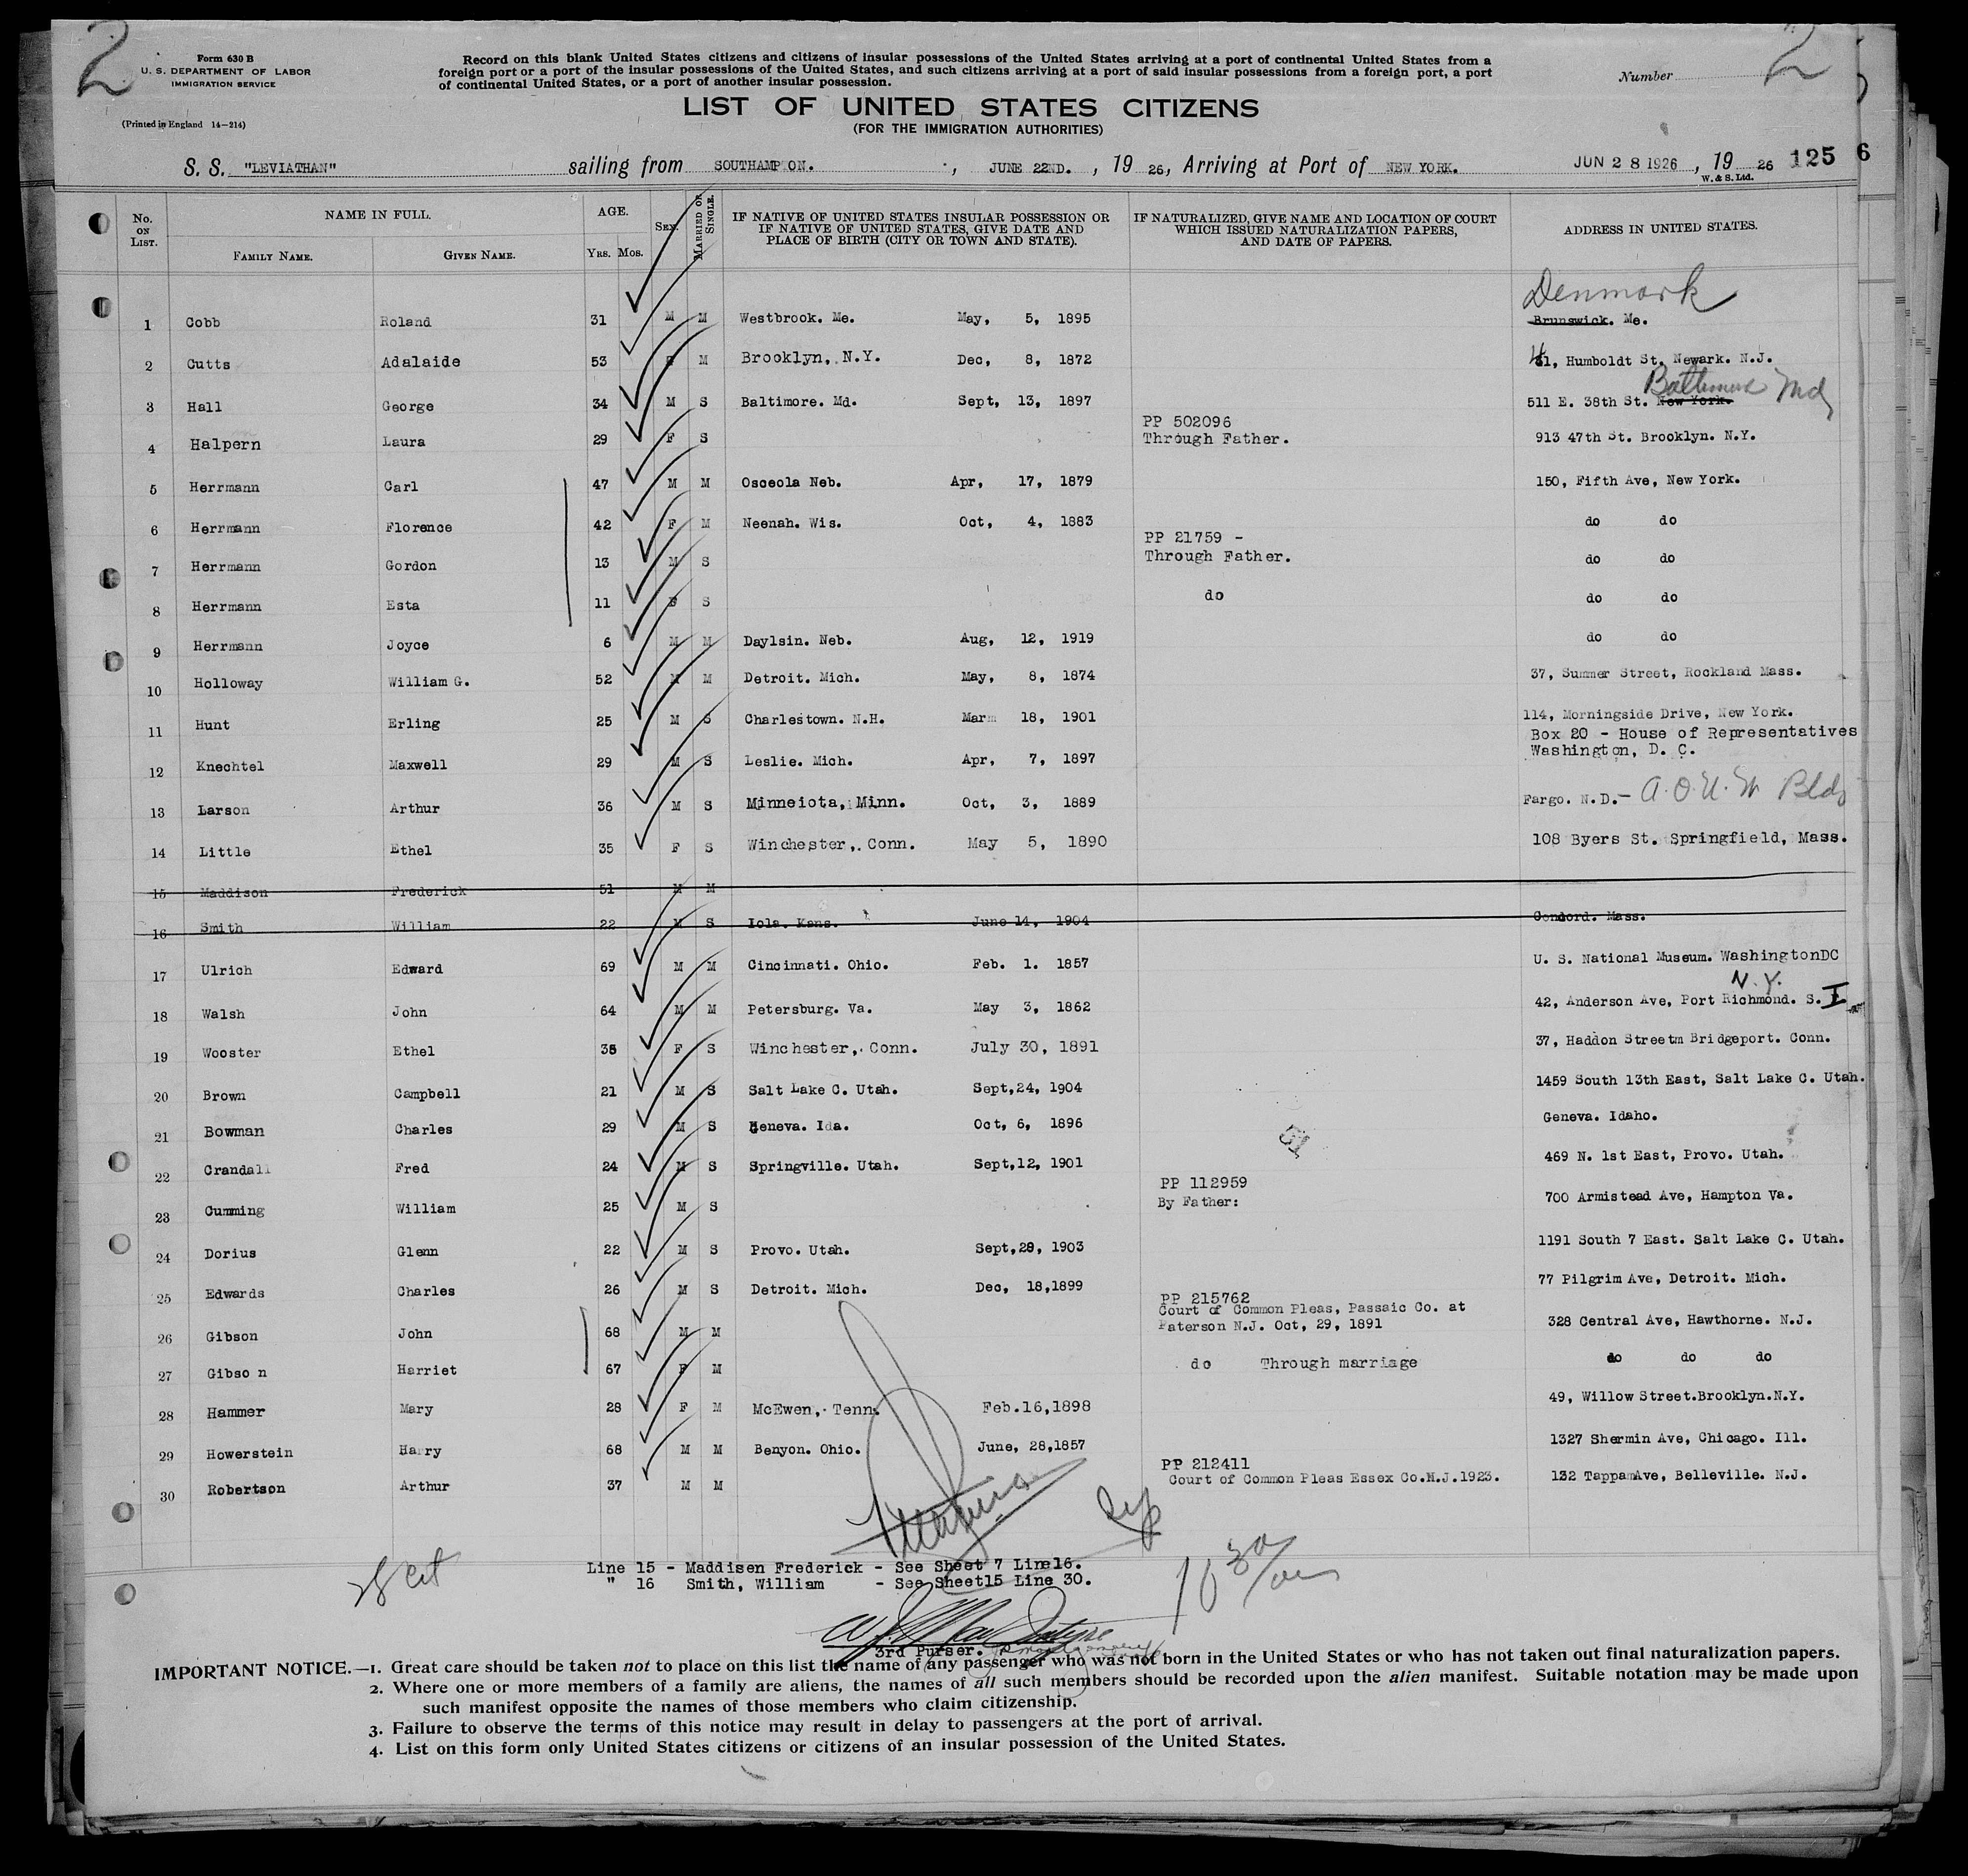 2
Form 630 B
U. S. DEPARTMENT OF LABOR
IMMIGRATION SERVICE
(Printed in England 14—214)
Record on this blank United States citizens and citizens of insular possessions of the United States arriving at a port of continental United States from a
foreign port or a port of the insular possessions of the United States, and such citizens arriving at a port of said insular possessions from a foreign port, a port
of continental United States, or a port of another insular possession.
Number 2
LIST OF UNITED STATES CITIZENS
(FOR THE IMMIGRATION AUTHORITIES)
S. S. "LEVIATHAN" sailing from SOUTHAMPTON. , JUNE 22ND. , 19 26, Arriving at Port of NEW YORK. JUN 28 1926 , 19 26 125 6
W. & S. Ltd.
No. ON LIST. NAME IN FULL. AGE. SEX. MARRIED OR SINGLE. IF NATIVE OF UNITED STATES INSULAR POSSESSION OR IF NATIVE OF UNITED STATES, GIVE DATE AND PLACE OF BIRTH (CITY OR TOWN AND STATE). IF NATURALIZED, GIVE NAME AND LOCATION OF COURT WHICH ISSUED NATURALIZATION PAPERS, AND DATE OF PAPERS. ADDRESS IN UNITED STATES.
FAMILY NAME. GIVEN NAME. YRS. MOS.
Denmark
1 Cobb Roland 31 M M Westbrook. Me. May, 5, 1895 Brunswick. Me.
2 Cutts Adalaide 53 M Brooklyn, N.Y. Dec, 8, 1872 41, Humboldt St, Newark. N.J.
Baltimore Md
3 Hall George 34 M S Baltimore. Md. Sept, 13, 1897 511 E. 38th St. New York.
PP 502096
4 Halpern Laura 29 F S Through Father. 913 47th St. Brooklyn. N.Y.
5 Herrmann Carl 47 M M Osceola Neb. Apr, 17, 1879 150, Fifth Ave, New York.
6 Herrmann Florence 42 F M Neenah. Wis. Oct, 4, 1883 do do
PP 21759 -
7 Herrmann Gordon 13 M S Through Father. do do
8 Herrmann Esta 11 F S do do do
9 Herrmann Joyce 6 M M Daylsin. Neb. Aug, 12, 1919 do do
10 Holloway William G. 52 M M Detroit. Mich. May, 8, 1874 37, Summer Street, Rockland Mass.
11 Hunt Erling 25 M S Charlestown. N.H. Marm 18, 1901 114, Morningside Drive, New York.
Box 20 - House of Representatives
12 Knechtel Maxwell 29 M S Leslie. Mich. Apr, 7, 1897 Washington, D. C.
13 Larson Arthur 36 M S Minneiota, Minn. Oct, 3, 1889 Fargo. N.D.- A.O.U.W Bldg
14 Little Ethel 35 F S Winchester,. Conn. May 5, 1890 108 Byers St. Springfield, Mass.
15 Maddison Frederick 51 M M
16 Smith William 22 M S Iola. Kans. June 14, 1904 Concord. Mass.
17 Ulrich Edward 69 M M Cincinnati. Ohio. Feb. 1. 1857 U. S. National Museum. WashingtonDC
N.Y.
18 Walsh John 64 M M Petersburg. Va. May 3, 1862 42, Anderson Ave, Port Richmond. S. I
19 Wooster Ethel 35 F S Winchester,. Conn. July 30, 1891 37, Haddon Streetm Bridgeport. Conn.
20 Brown Campbell 21 M S Salt Lake C. Utah. Sept,24, 1904 1459 South 13th East, Salt Lake C. Utah.
21 Bowman Charles 29 M S Geneva. Ida. Oct, 6, 1896 Geneva. Idaho.
22 Crandall Fred 24 M S Springville. Utah. Sept,12, 1901 469 N. 1st East, Provo. Utah.
PP 112959
23 Cumming William 25 M S By Father: 700 Armistead Ave, Hampton Va.
24 Dorius Glenn 22 M S Provo. Utah. Sept,28, 1903 1191 South 7 East. Salt Lake C. Utah.
25 Edwards Charles 26 M S Detroit. Mich. Dec, 18,1899 77 Pilgrim Ave, Detroit. Mich.
PP 215762
Court of Common Pleas, Passaic Co. at
26 Gibson John 68 M M Paterson N.J. Oct, 29, 1891 328 Central Ave, Hawthorne. N.J.
27 Gibso n Harriet 67 F M do Through marriage do do do
28 Hammer Mary 28 F M McEwen,. Tenn. Feb.16,1898 49, Willow Street.Brooklyn.N.Y.
29 Howerstein Harry 68 M M Benyon. Ohio. June, 28,1857 1327 Shermin Ave, Chicago. Ill.
PP 212411
30 Robertson Arthur 37 M M Court of Common Pleas Essex Co.N.J.1923. 132 TappamAve, Belleville. N.J.
Line 15 - Maddisen Frederick - See Sheet 7 Line16.
" 16 Smith, William - See Sheet15 Line 30.
28 cit
10 30/am
3rd Purser.
IMPORTANT NOTICE.—1. Great care should be taken not to place on this list the name of any passenger who was not born in the United States or who has not taken out final naturalization papers.
2. Where one or more members of a family are aliens, the names of all such members should be recorded upon the alien manifest. Suitable notation may be made upon
such manifest opposite the names of those members who claim citizenship.
3. Failure to observe the terms of this notice may result in delay to passengers at the port of arrival.
4. List on this form only United States citizens or citizens of an insular possession of the United States.